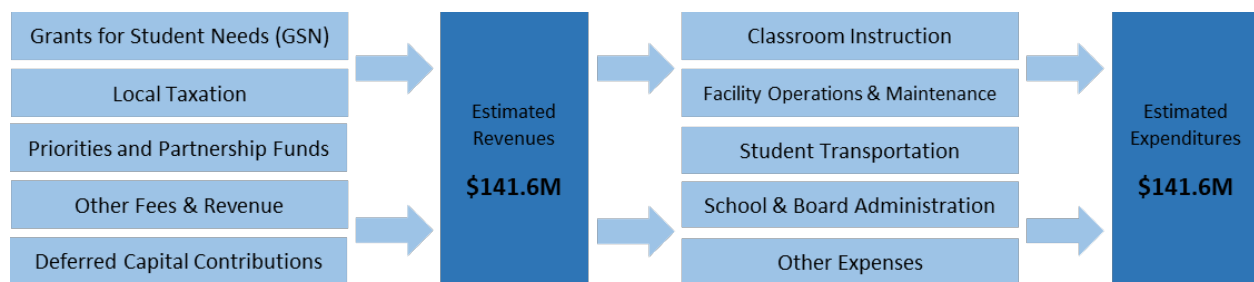 Grants for Student Needs (GSN)
Local Taxation
Priorities and Partnership Funds
Other Fees & Revenue
Deferred Capital Contributions
Estimated
Revenues
$141.6M
Classroom Instruction
Facility Operations & Maintenance
Student Transportation
School & Board Administration
Other Expenses
Estimated
Expenditures
$141.6M